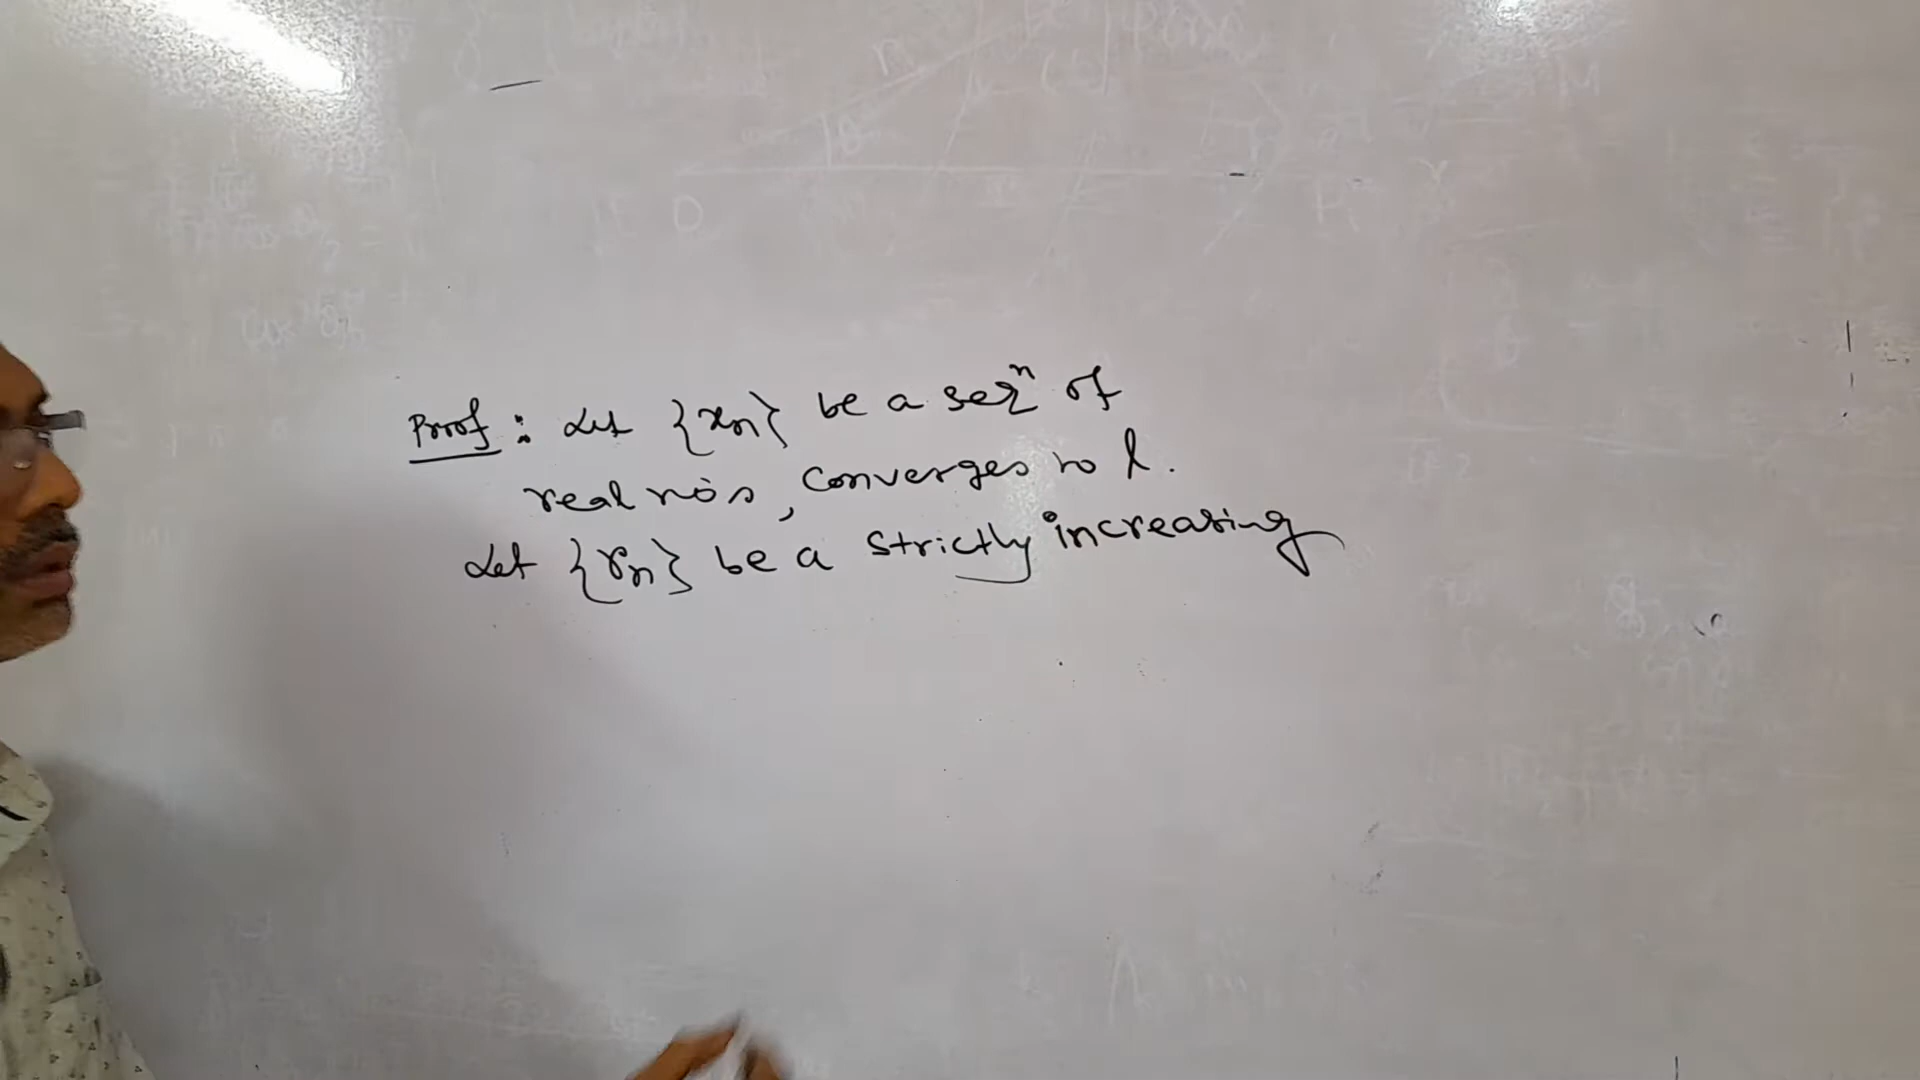 Proof : Let {xn} be a seqⁿ of
real no's, converges to l.
Let {rn} be a strictly increasing